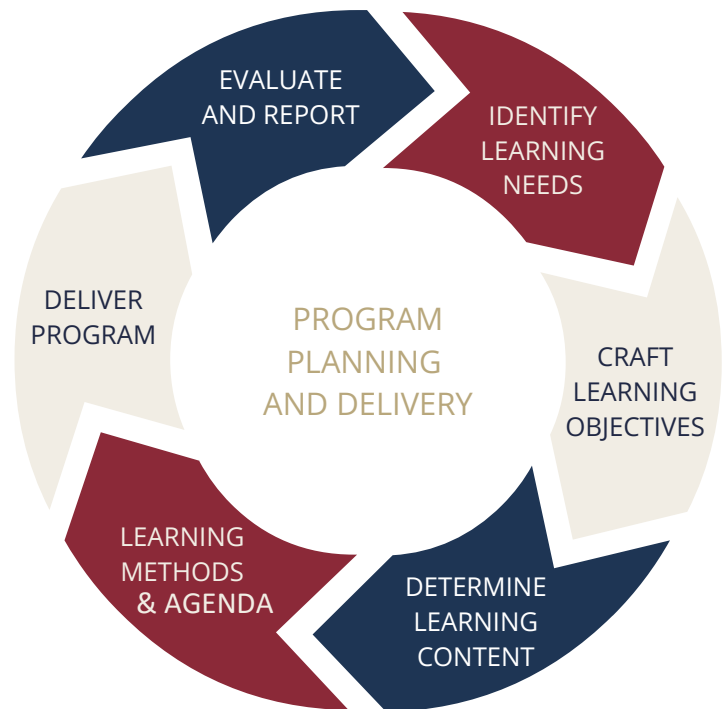 EVALUATE
AND REPORT
IDENTIFY
LEARNING
NEEDS
CRAFT
LEARNING
OBJECTIVES
DETERMINE
LEARNING
CONTENT
LEARNING
METHODS
& AGENDA
DELIVER
PROGRAM
PROGRAM
PLANNING
AND DELIVERY